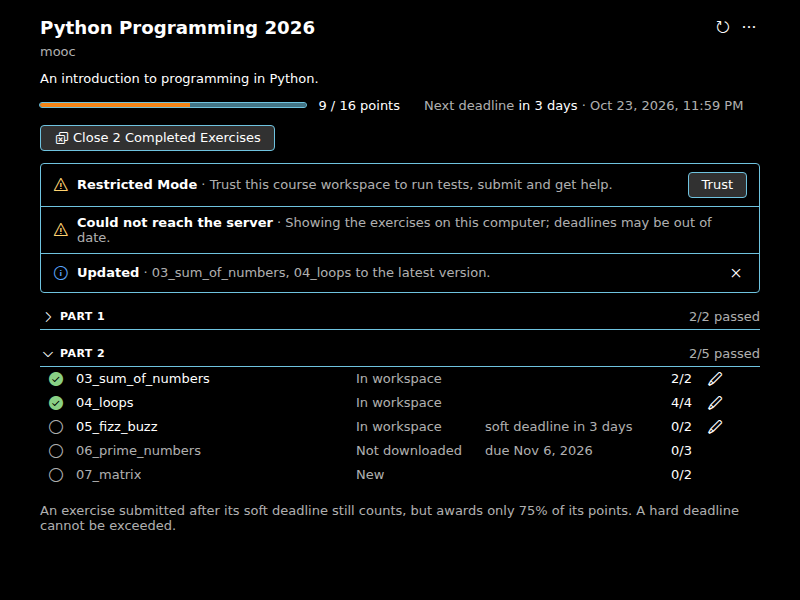 Python Programming 2026
mooc
An introduction to programming in Python.
9 / 16 points Next deadline in 3 days · Oct 23, 2026, 11:59 PM
Close 2 Completed Exercises
Restricted Mode · Trust this course workspace to run tests, submit and get help. Trust
Could not reach the server · Showing the exercises on this computer; deadlines may be out of
date.
Updated · 03_sum_of_numbers, 04_loops to the latest version.
PART 1 2/2 passed
PART 2 2/5 passed
03_sum_of_numbers In workspace 2/2
04_loops In workspace 4/4
05_fizz_buzz In workspace soft deadline in 3 days 0/2
06_prime_numbers Not downloaded due Nov 6, 2026 0/3
07_matrix New 0/2
An exercise submitted after its soft deadline still counts, but awards only 75% of its points. A hard deadline
cannot be exceeded.